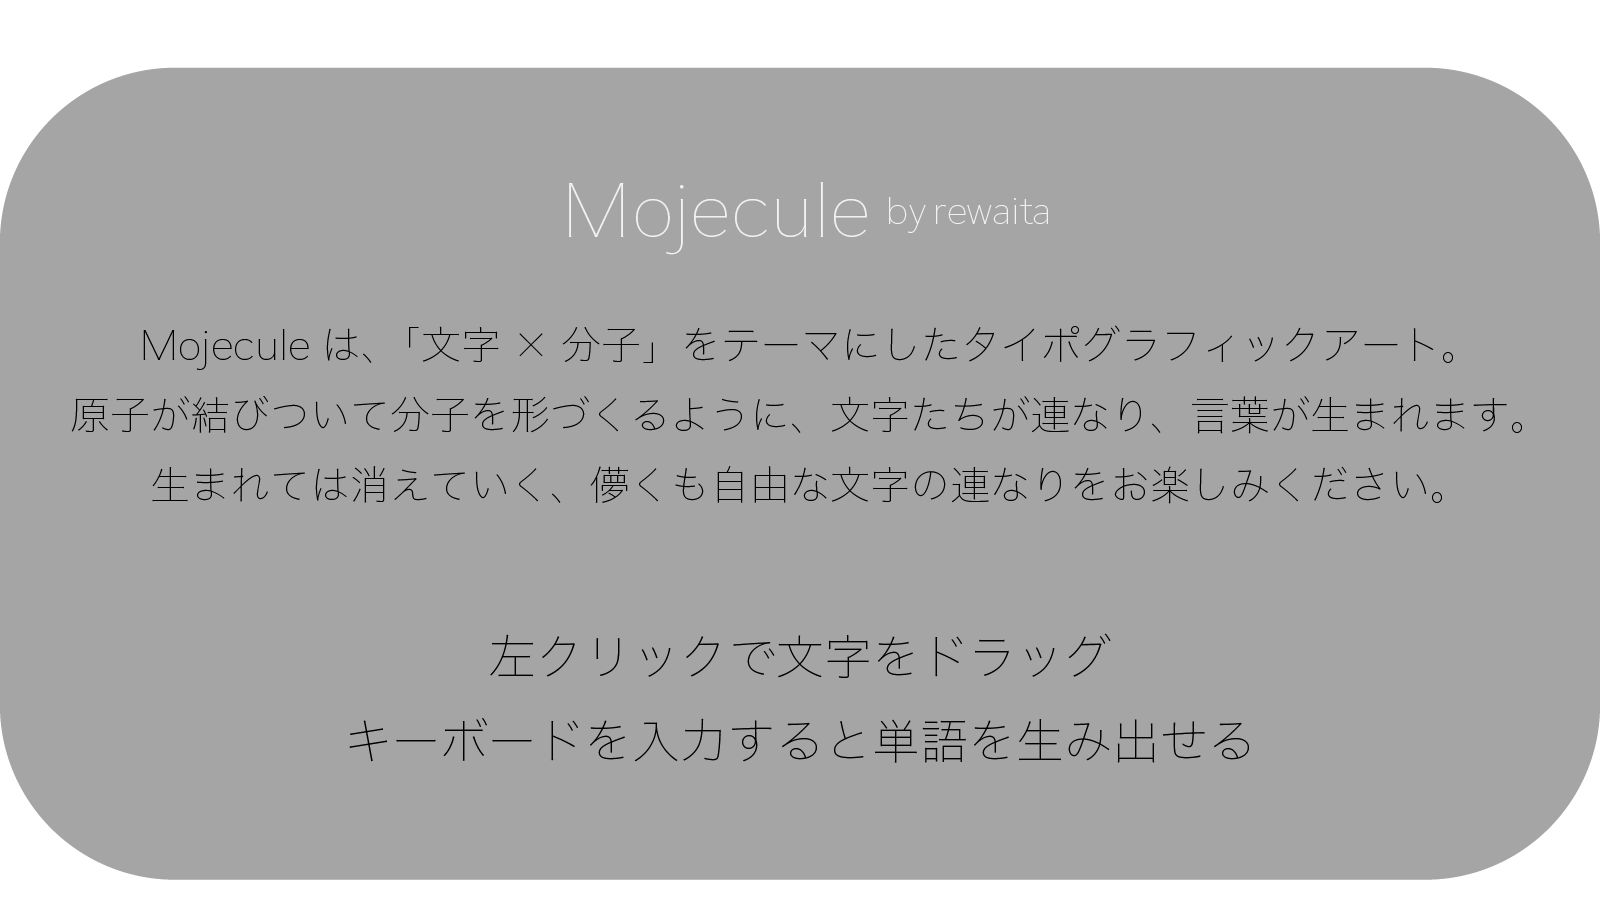 Mojecule by rewaita
Mojecule は、「文字 × 分子」をテーマにしたタイポグラフィックアート。
原子が結びついて分子を形づくるように、文字たちが連なり、言葉が生まれます。
生まれては消えていく、儚くも自由な文字の連なりをお楽しみください。
左クリックで文字をドラッグ
キーボードを入力すると単語を生み出せる